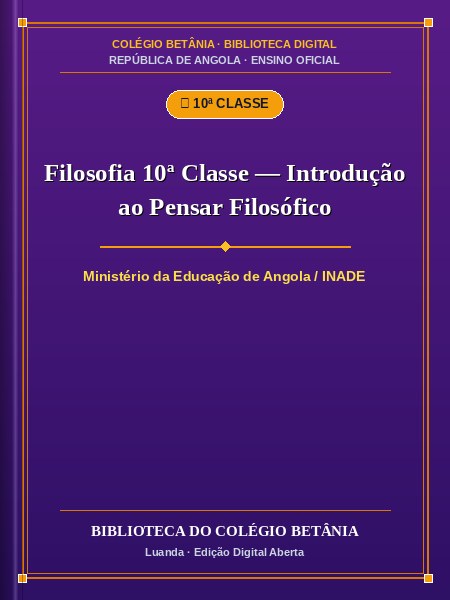 COLÉGIO BETÂNIA · BIBLIOTECA DIGITAL
REPÚBLICA DE ANGOLA · ENSINO OFICIAL
10ª CLASSE
Filosofia 10ª Classe — Introdução
ao Pensar Filosófico
Ministério da Educação de Angola / INADE
BIBLIOTECA DO COLÉGIO BETÂNIA
Luanda · Edição Digital Aberta